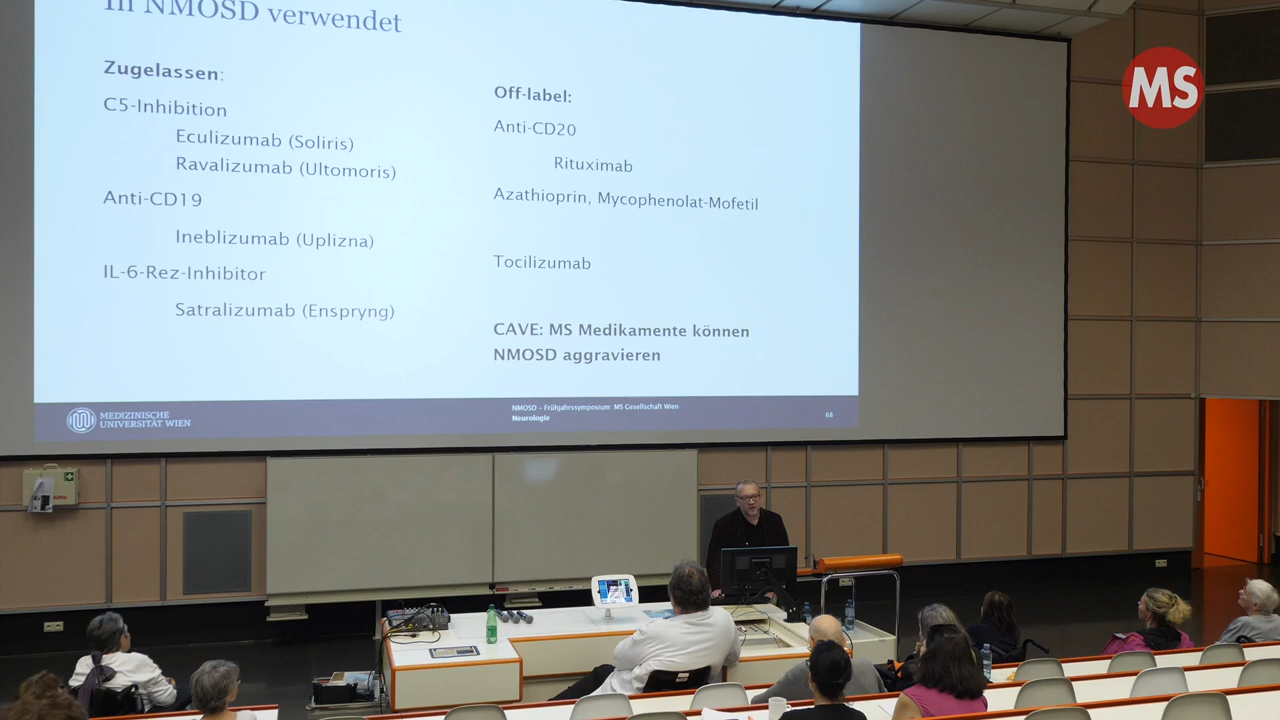 In NMOSD verwendet
Zugelassen:
C5-Inhibition
Eculizumab (Soliris)
Ravalizumab (Ultomoris)
Anti-CD19
Ineblizumab (Uplizna)
IL-6-Rez-Inhibitor
Satralizumab (Enspryng)
Off-label:
Anti-CD20
Rituximab
Azathioprin, Mycophenolat-Mofetil
Tocilizumab
CAVE: MS Medikamente können
NMOSD aggravieren
MEDIZINISCHE
UNIVERSITÄT WIEN
NMOSD – Frühjahrssymposium: MS Gesellschaft Wien
Neurologie
68
MS